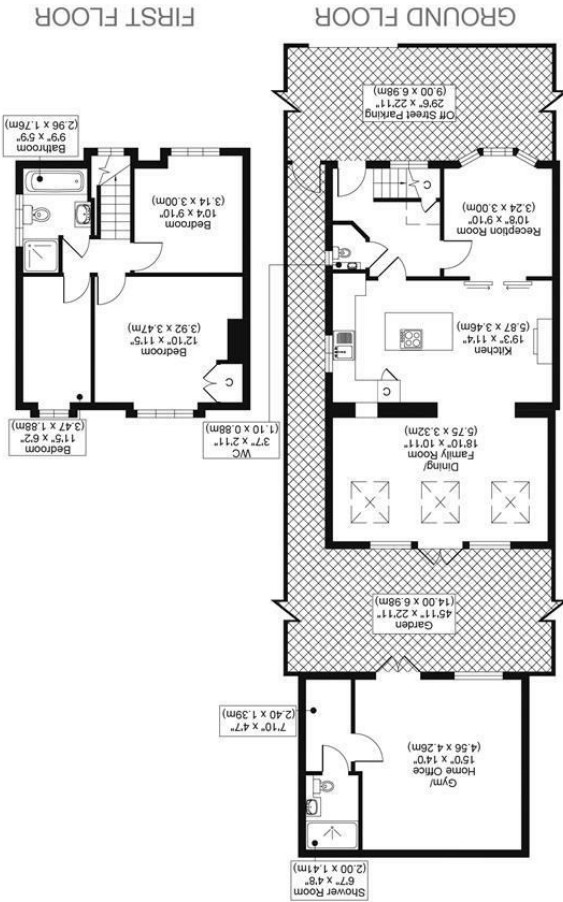 Shower Room
6'7" x 4'8"
(2.00 x 1.41m)
Gym/
Home Office
15'0" x 14'0"
(4.56 x 4.26m)
7'10" x 4'7"
(2.40 x 1.39m)
Garden
45'11" x 22'11"
(14.00 x 6.98m)
Dining/
Family Room
18'10" x 10'11"
(5.75 x 3.32m)
C
Kitchen
19'3" x 11'4"
(5.87 x 3.46m)
Reception Room
10'8" x 9'10"
(3.24 x 3.00m)
C
Off Street Parking
29'6" x 22'11"
(9.00 x 6.98m)
GROUND FLOOR
WC
3'7" x 2'11"
(1.10 x 0.88m)
Bedroom
11'5" x 6'2"
(3.47 x 1.88m)
C
Bedroom
12'10" x 11'5"
(3.92 x 3.47m)
Bedroom
10'4 x 9'10"
(3.14 x 3.00m)
Bathroom
9'9" x 5'9"
(2.96 x 1.76m)
FIRST FLOOR